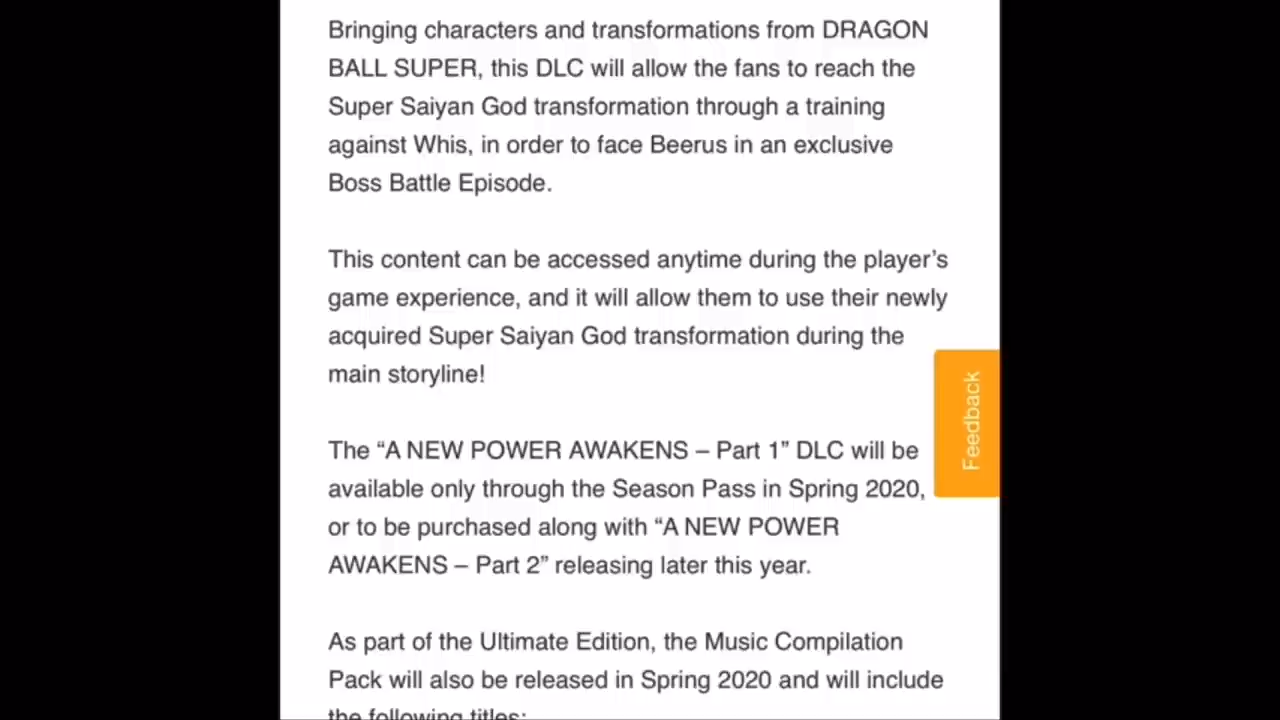 Bringing characters and transformations from DRAGON
BALL SUPER, this DLC will allow the fans to reach the
Super Saiyan God transformation through a training
against Whis, in order to face Beerus in an exclusive
Boss Battle Episode.
This content can be accessed anytime during the player’s
game experience, and it will allow them to use their newly
acquired Super Saiyan God transformation during the
main storyline!
Feedback
The “A NEW POWER AWAKENS – Part 1” DLC will be
available only through the Season Pass in Spring 2020,
or to be purchased along with “A NEW POWER
AWAKENS – Part 2” releasing later this year.
As part of the Ultimate Edition, the Music Compilation
Pack will also be released in Spring 2020 and will include
the following titles: